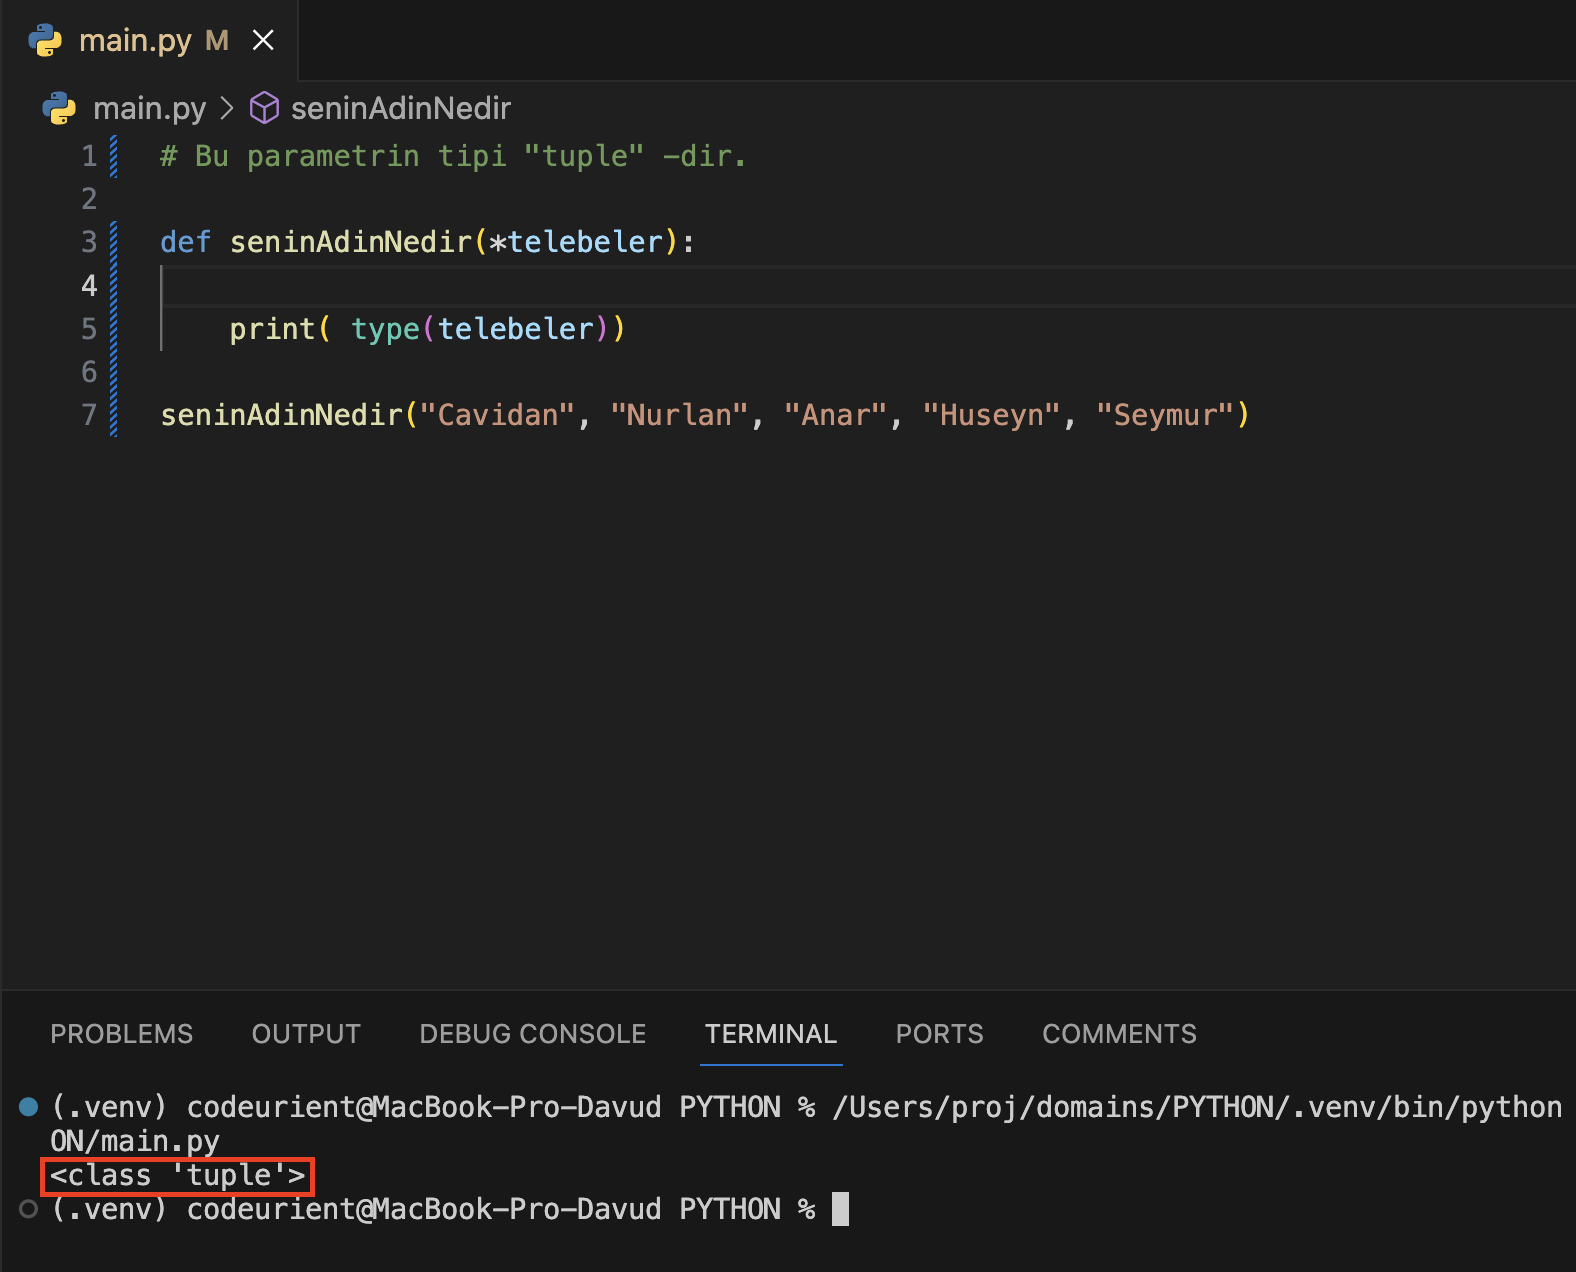 main.py M
main.py > seninAdinNedir
1 # Bu parametrin tipi "tuple" -dir.
2
3 def seninAdinNedir(*telebeler):
4
5     print( type(telebeler))
6
7 seninAdinNedir("Cavidan", "Nurlan", "Anar", "Huseyn", "Seymur")
PROBLEMS OUTPUT DEBUG CONSOLE TERMINAL PORTS COMMENTS
(.venv) codeurient@MacBook-Pro-Davud PYTHON % /Users/proj/domains/PYTHON/.venv/bin/python
ON/main.py
<class 'tuple'>
(.venv) codeurient@MacBook-Pro-Davud PYTHON %